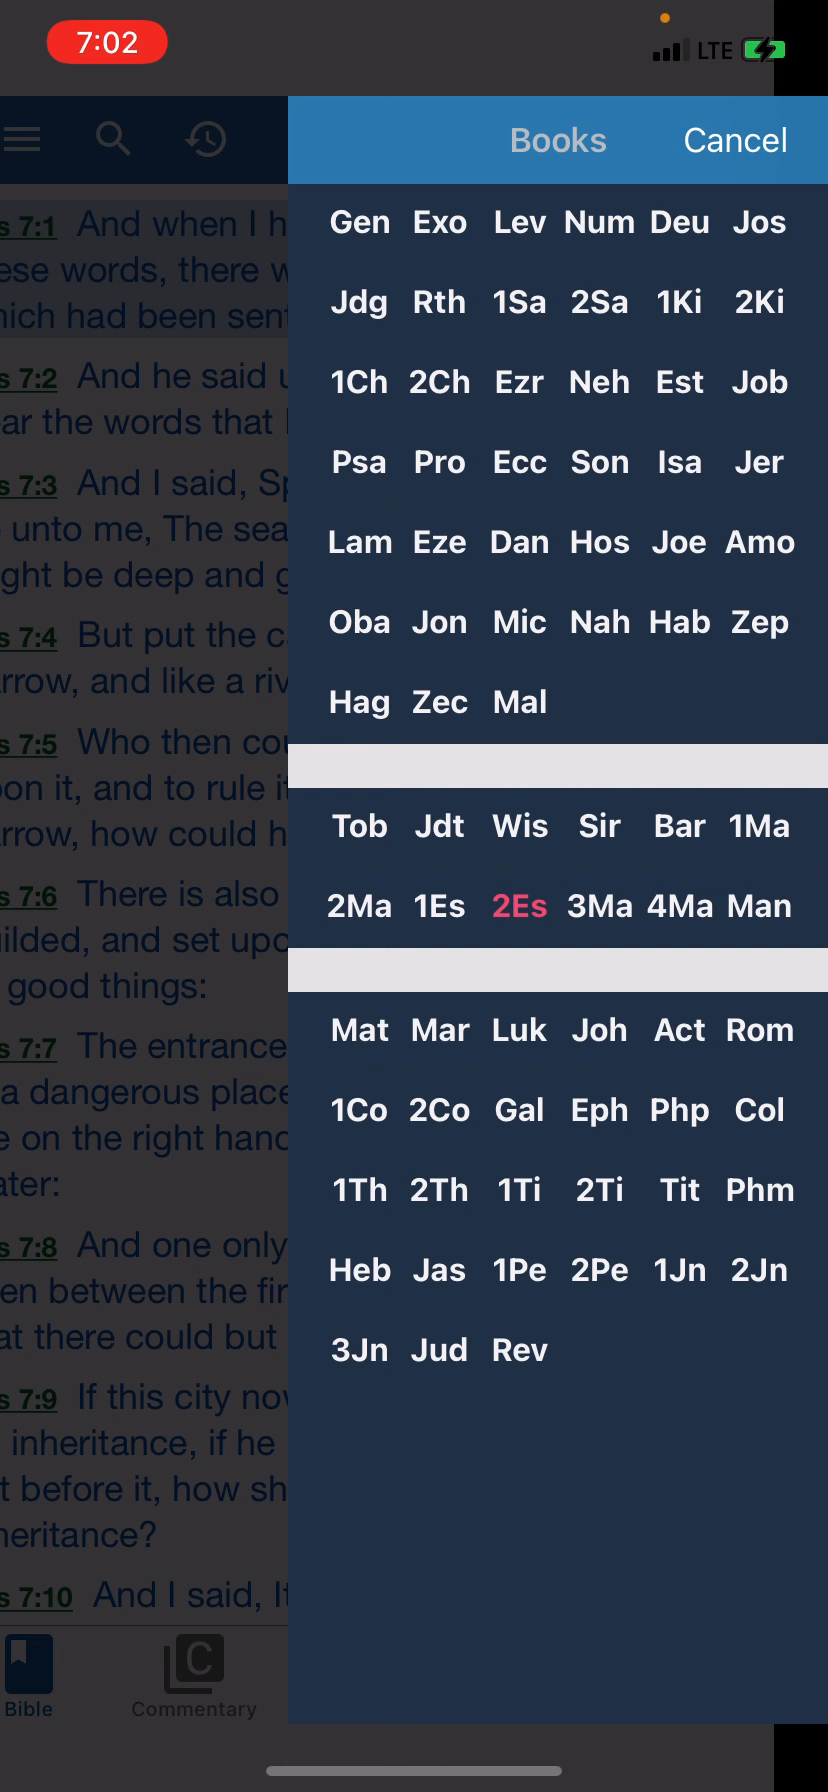 7:02
LTE
Books Cancel
Gen Exo Lev Num Deu Jos
Jdg Rth 1Sa 2Sa 1Ki 2Ki
1Ch 2Ch Ezr Neh Est Job
Psa Pro Ecc Son Isa Jer
Lam Eze Dan Hos Joe Amo
Oba Jon Mic Nah Hab Zep
Hag Zec Mal
Tob Jdt Wis Sir Bar 1Ma
2Ma 1Es 2Es 3Ma 4Ma Man
Mat Mar Luk Joh Act Rom
1Co 2Co Gal Eph Php Col
1Th 2Th 1Ti 2Ti Tit Phm
Heb Jas 1Pe 2Pe 1Jn 2Jn
3Jn Jud Rev
s 7:1 And when I h
ese words, there w
hich had been sent
s 7:2 And he said u
ar the words that
s 7:3 And I said, Sp
unto me, The sea
ght be deep and g
s 7:4 But put the ca
rrow, and like a riv
s 7:5 Who then cou
on it, and to rule it
rrow, how could h
s 7:6 There is also
ilded, and set upo
good things:
s 7:7 The entrance
a dangerous place
e on the right hand
ater:
s 7:8 And one only
en between the fir
at there could but
s 7:9 If this city now
inheritance, if he
t before it, how sh
heritance?
s 7:10 And I said, It
C
Bible Commentary